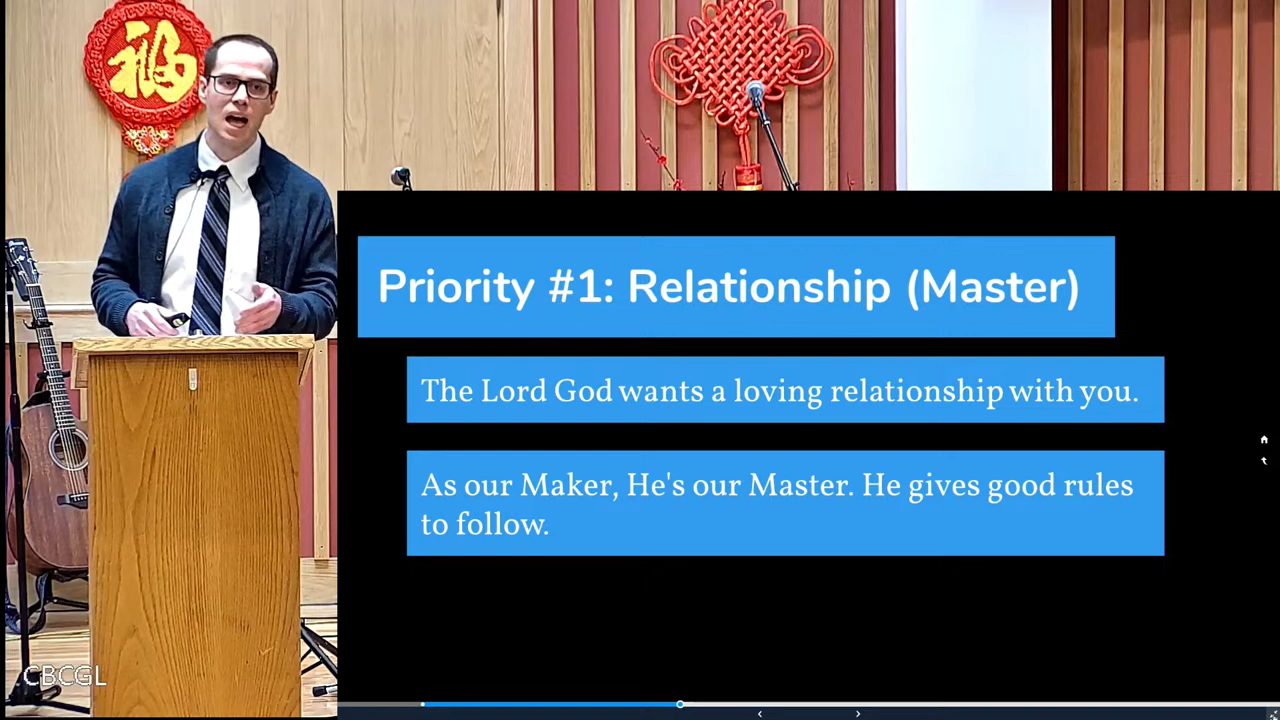 福
Priority #1: Relationship (Master)
The Lord God wants a loving relationship with you.
As our Maker, He's our Master. He gives good rules
to follow.
CBCGL